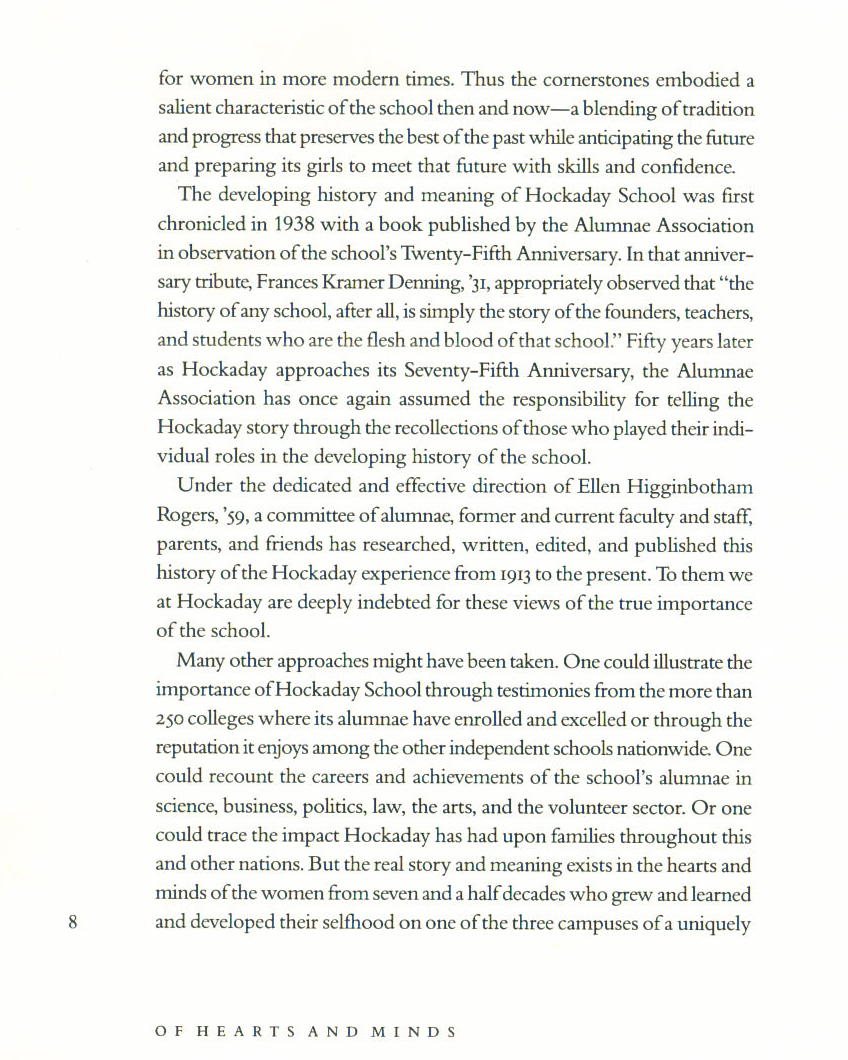 for women in more modern times. Thus the cornerstones embodied a
salient characteristic of the school then and now—a blending of tradition
and progress that preserves the best of the past while anticipating the future
and preparing its girls to meet that future with skills and confidence.
The developing history and meaning of Hockaday School was first
chronicled in 1938 with a book published by the Alumnae Association
in observation of the school's Twenty-Fifth Anniversary. In that anniver-
sary tribute, Frances Kramer Denning, '31, appropriately observed that “the
history of any school, after all, is simply the story of the founders, teachers,
and students who are the flesh and blood of that school.” Fifty years later
as Hockaday approaches its Seventy-Fifth Anniversary, the Alumnae
Association has once again assumed the responsibility for telling the
Hockaday story through the recollections of those who played their indi-
vidual roles in the developing history of the school.
Under the dedicated and effective direction of Ellen Higginbotham
Rogers, '59, a committee of alumnae, former and current faculty and staff,
parents, and friends has researched, written, edited, and published this
history of the Hockaday experience from 1913 to the present. To them we
at Hockaday are deeply indebted for these views of the true importance
of the school.
Many other approaches might have been taken. One could illustrate the
importance of Hockaday School through testimonies from the more than
250 colleges where its alumnae have enrolled and excelled or through the
reputation it enjoys among the other independent schools nationwide. One
could recount the careers and achievements of the school's alumnae in
science, business, politics, law, the arts, and the volunteer sector. Or one
could trace the impact Hockaday has had upon families throughout this
and other nations. But the real story and meaning exists in the hearts and
minds of the women from seven and a half decades who grew and learned
and developed their selfhood on one of the three campuses of a uniquely
8
OF HEARTS AND MINDS